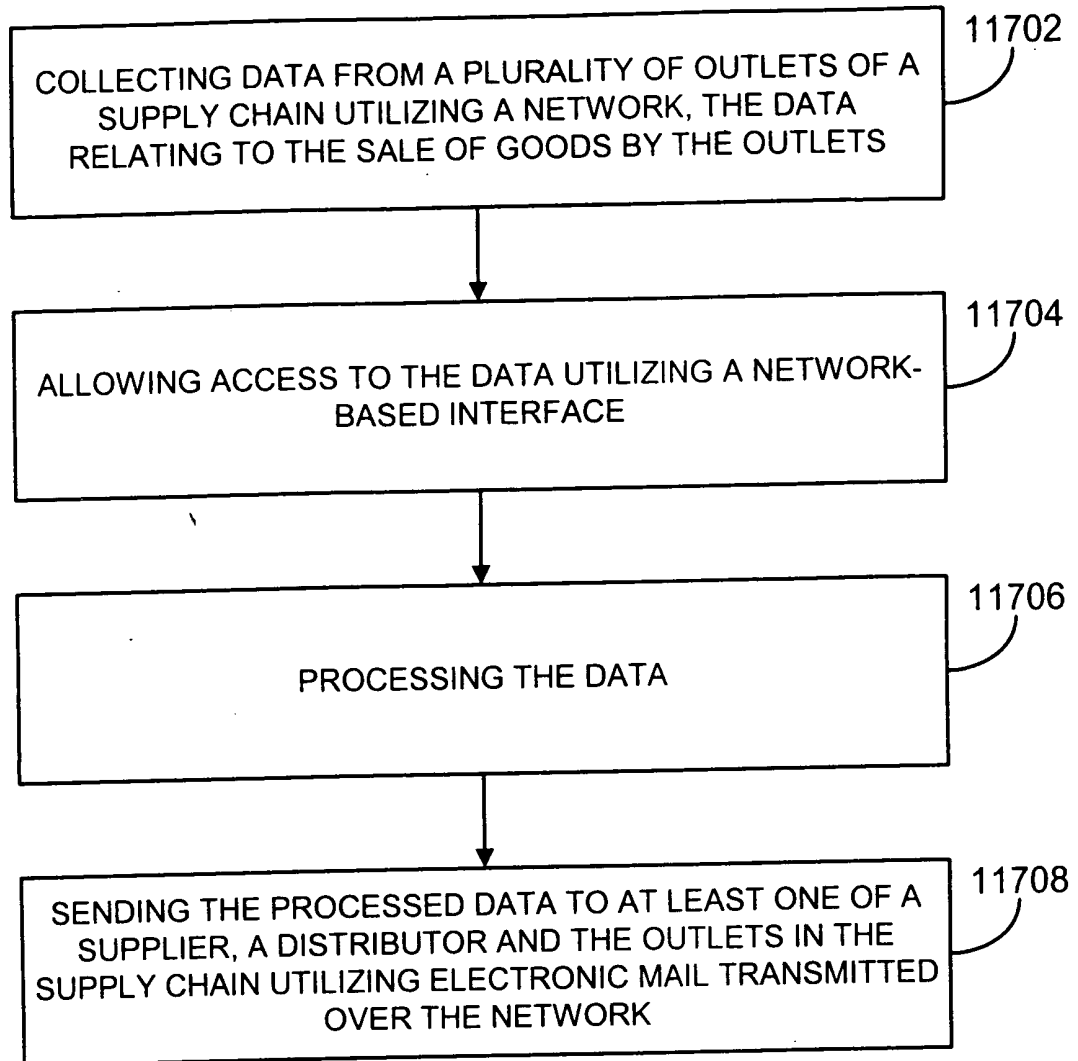 11702
COLLECTING DATA FROM A PLURALITY OF OUTLETS OF A
SUPPLY CHAIN UTILIZING A NETWORK, THE DATA
RELATING TO THE SALE OF GOODS BY THE OUTLETS
11704
ALLOWING ACCESS TO THE DATA UTILIZING A NETWORK-
BASED INTERFACE
11706
PROCESSING THE DATA
11708
SENDING THE PROCESSED DATA TO AT LEAST ONE OF A
SUPPLIER, A DISTRIBUTOR AND THE OUTLETS IN THE
SUPPLY CHAIN UTILIZING ELECTRONIC MAIL TRANSMITTED
OVER THE NETWORK